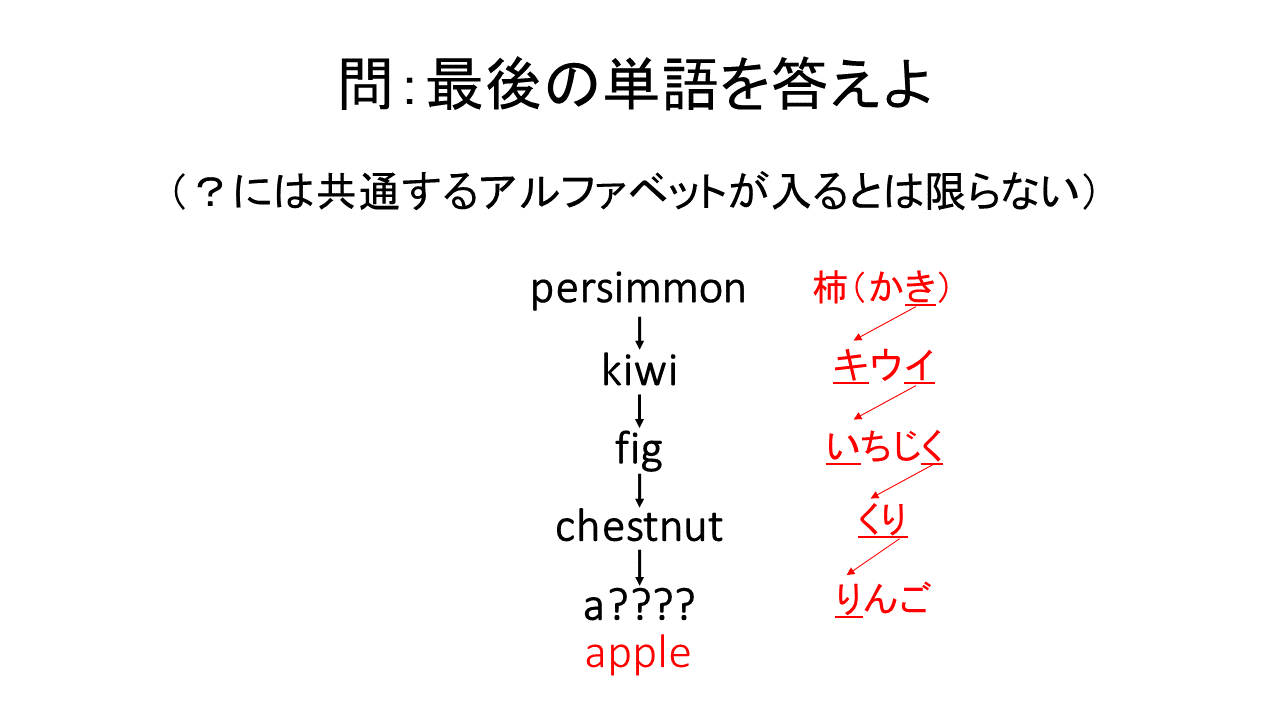 問：最後の単語を答えよ
（？には共通するアルファベットが入るとは限らない）
persimmon 柿（かき）
kiwi キウイ
fig いちじく
chestnut くり
a???? りんご
apple